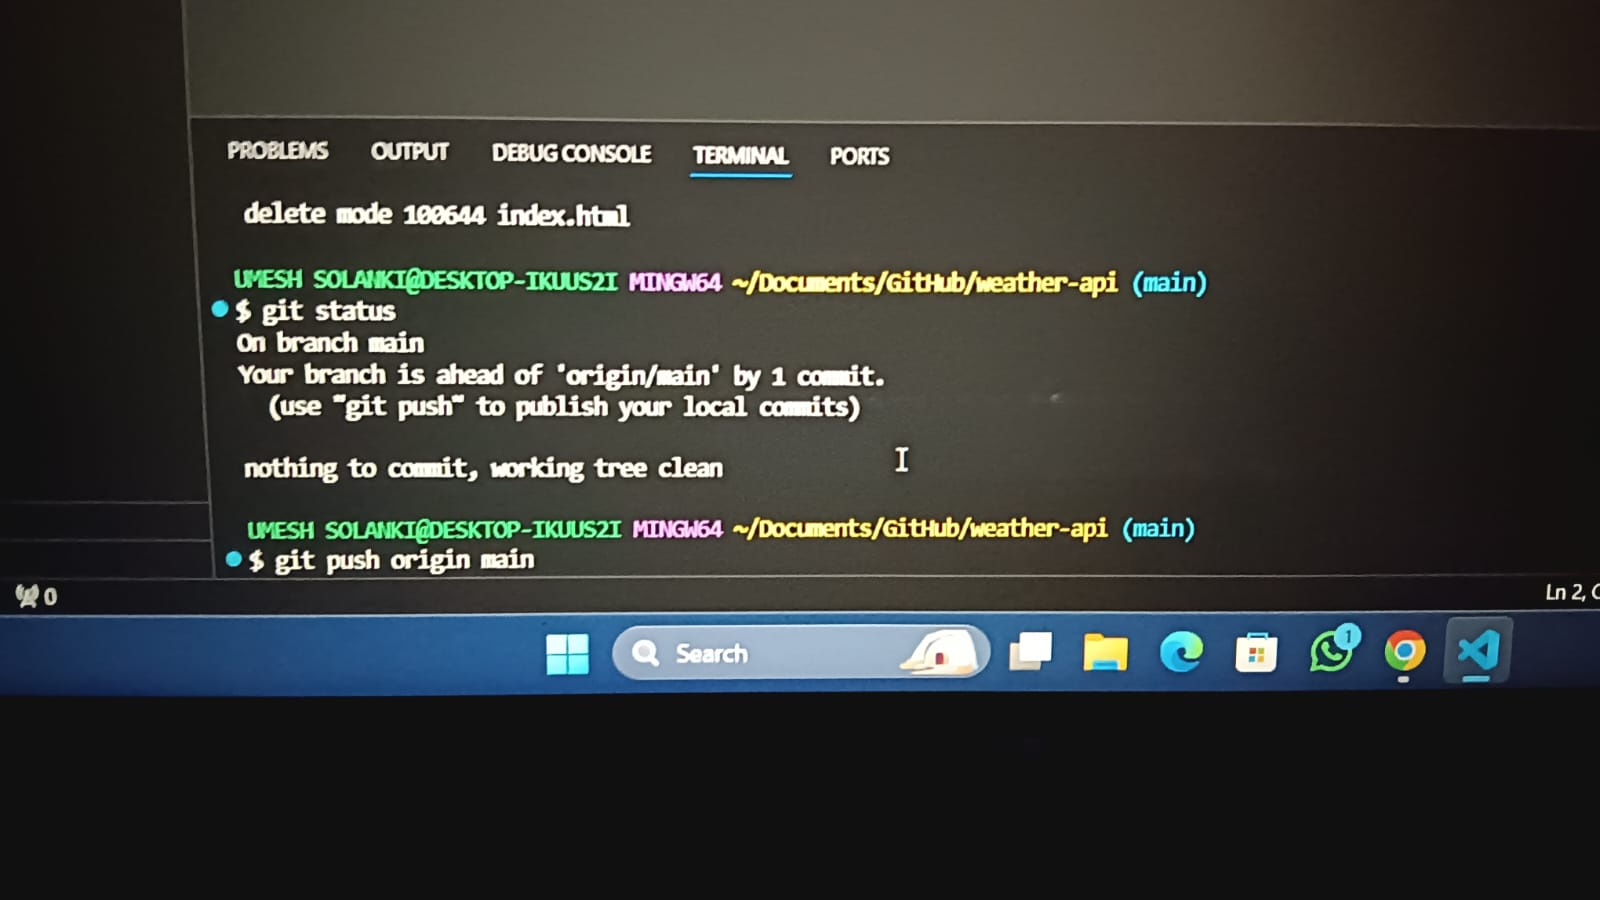 PROBLEMS OUTPUT DEBUG CONSOLE TERMINAL PORTS
delete mode 100644 index.html
UMESH SOLANKI@DESKTOP-IKUUS2I MINGW64 ~/Documents/GitHub/weather-api (main)
$ git status
On branch main
Your branch is ahead of 'origin/main' by 1 commit.
(use "git push" to publish your local commits)
nothing to commit, working tree clean
UMESH SOLANKI@DESKTOP-IKUUS2I MINGW64 ~/Documents/GitHub/weather-api (main)
$ git push origin main
0
Ln 2, C
Search
1